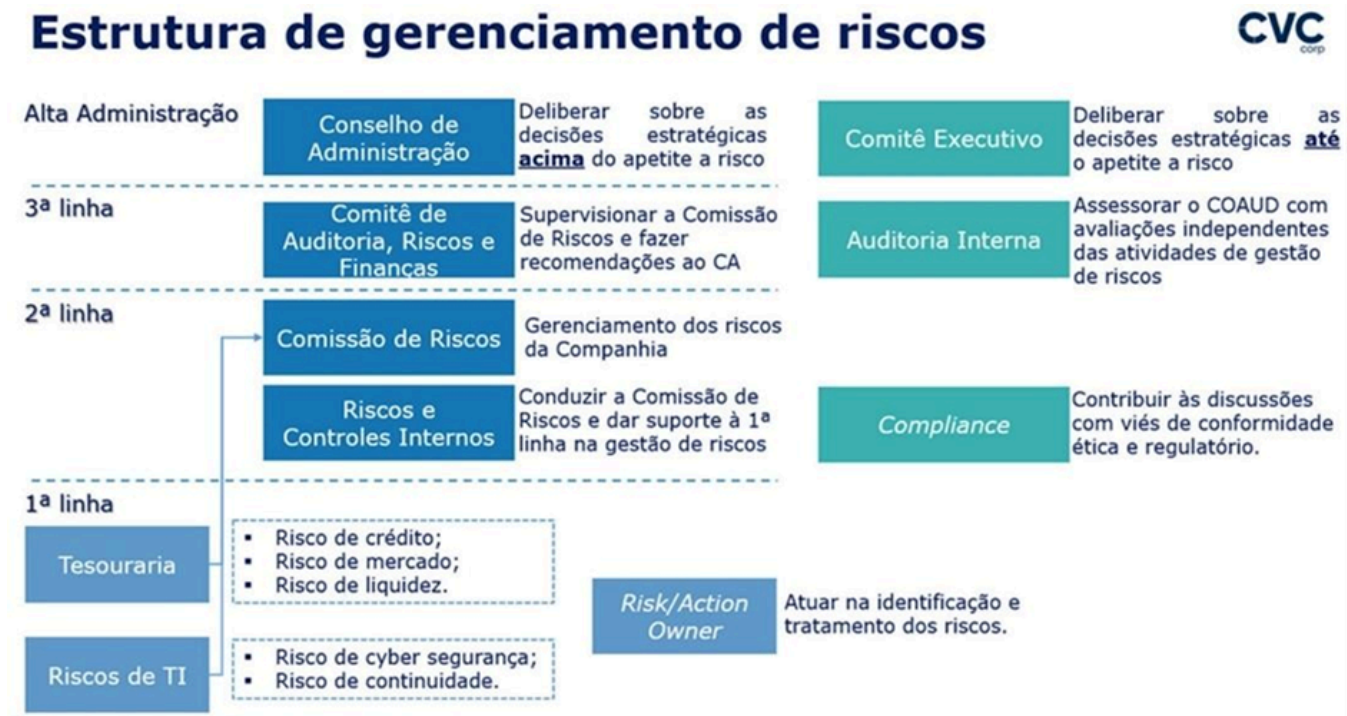 Estrutura de gerenciamento de riscos
CVC
corp
Alta Administração
Conselho de
Administração
Deliberar sobre as
decisões estratégicas
acima do apetite a risco
Comitê Executivo
Deliberar sobre as
decisões estratégicas até
o apetite a risco
3ª linha
Comitê de
Auditoria, Riscos e
Finanças
Supervisionar a Comissão
de Riscos e fazer
recomendações ao CA
Auditoria Interna
Assessorar o COAUD com
avaliações independentes
das atividades de gestão
de riscos
2ª linha
Comissão de Riscos
Gerenciamento dos riscos
da Companhia
Riscos e
Controles Internos
Conduzir a Comissão de
Riscos e dar suporte à 1ª
linha na gestão de riscos
Compliance
Contribuir às discussões
com viés de conformidade
ética e regulatório.
1ª linha
Tesouraria
▪ Risco de crédito;
▪ Risco de mercado;
▪ Risco de liquidez.
Risk/Action
Owner
Atuar na identificação e
tratamento dos riscos.
Riscos de TI
▪ Risco de cyber segurança;
▪ Risco de continuidade.